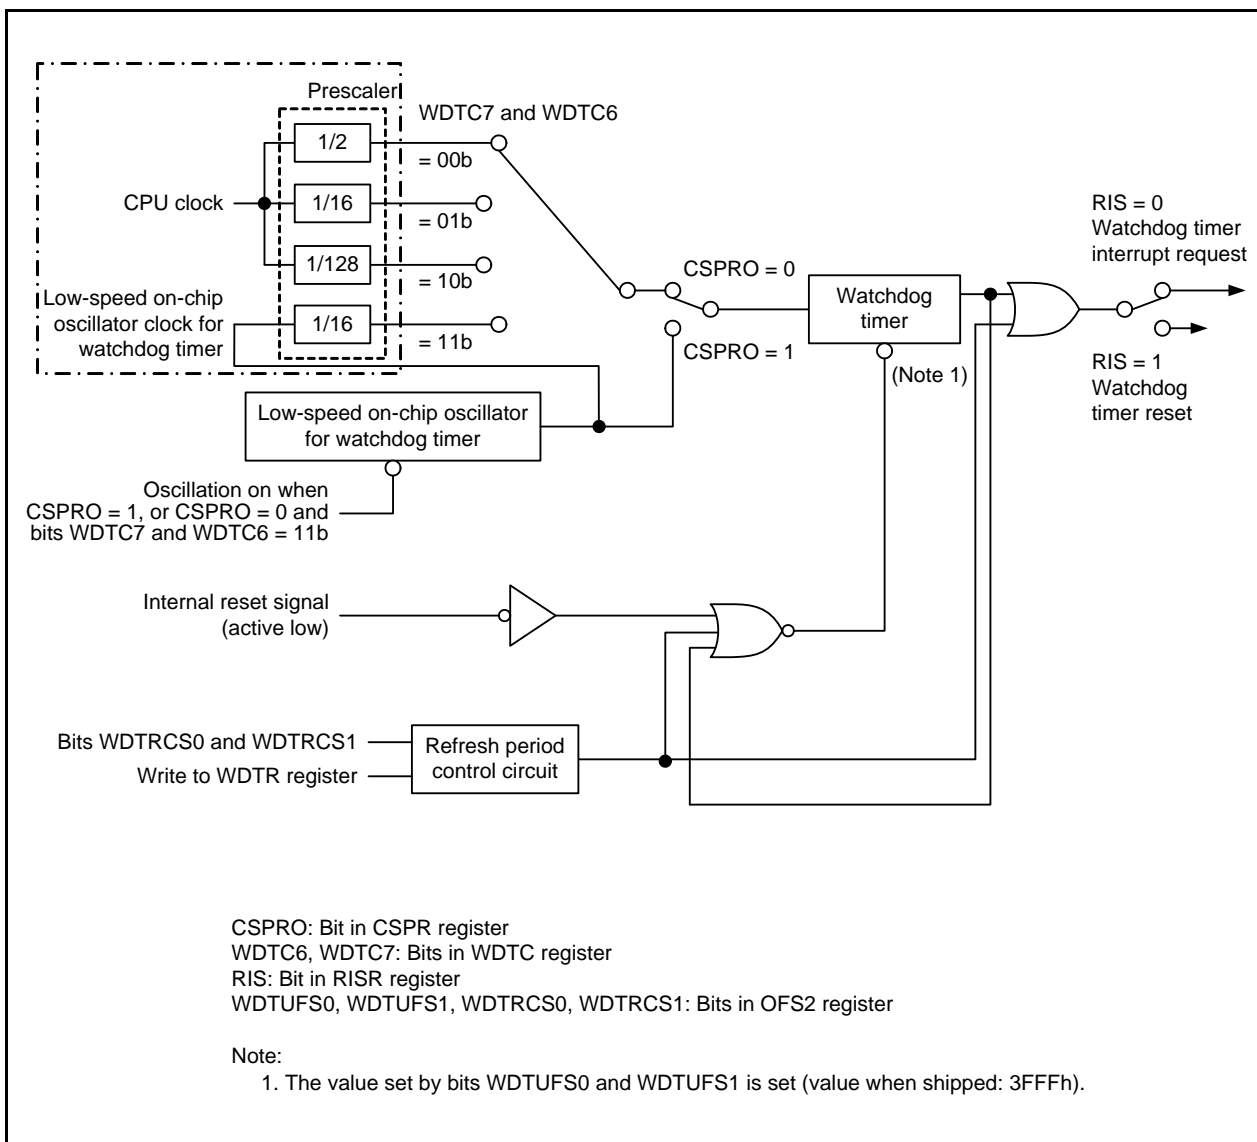 Prescaler
WDTC7 and WDTC6
1/2
= 00b
CPU clock
1/16
= 01b
1/128
= 10b
Low-speed on-chip
oscillator clock for
watchdog timer
1/16
= 11b
CSPRO = 0
CSPRO = 1
Watchdog
timer
(Note 1)
RIS = 0
Watchdog timer
interrupt request
RIS = 1
Watchdog
timer reset
Low-speed on-chip oscillator
for watchdog timer
Oscillation on when
CSPRO = 1, or CSPRO = 0 and
bits WDTC7 and WDTC6 = 11b
Internal reset signal
(active low)
Bits WDTRCS0 and WDTRCS1
Write to WDTR register
Refresh period
control circuit
CSPRO: Bit in CSPR register
WDTC6, WDTC7: Bits in WDTC register
RIS: Bit in RISR register
WDTUFS0, WDTUFS1, WDTRCS0, WDTRCS1: Bits in OFS2 register
Note:
1. The value set by bits WDTUFS0 and WDTUFS1 is set (value when shipped: 3FFFh).